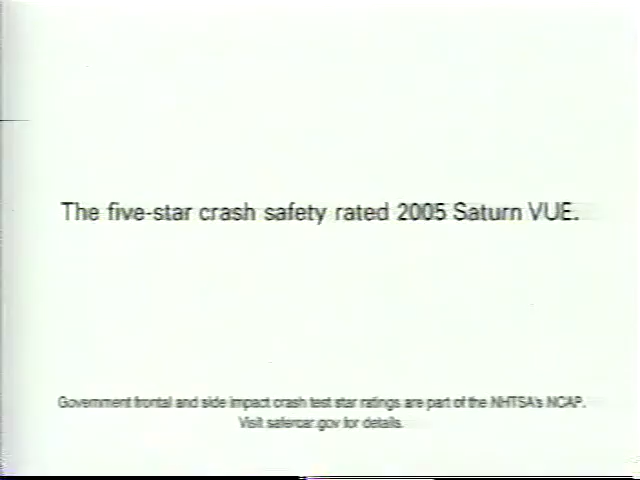 The five-star crash safety rated 2005 Saturn VUE.
Government frontal and side impact crash test star ratings are part of the NHTSA's NCAP.
Visit safercar.gov for details.